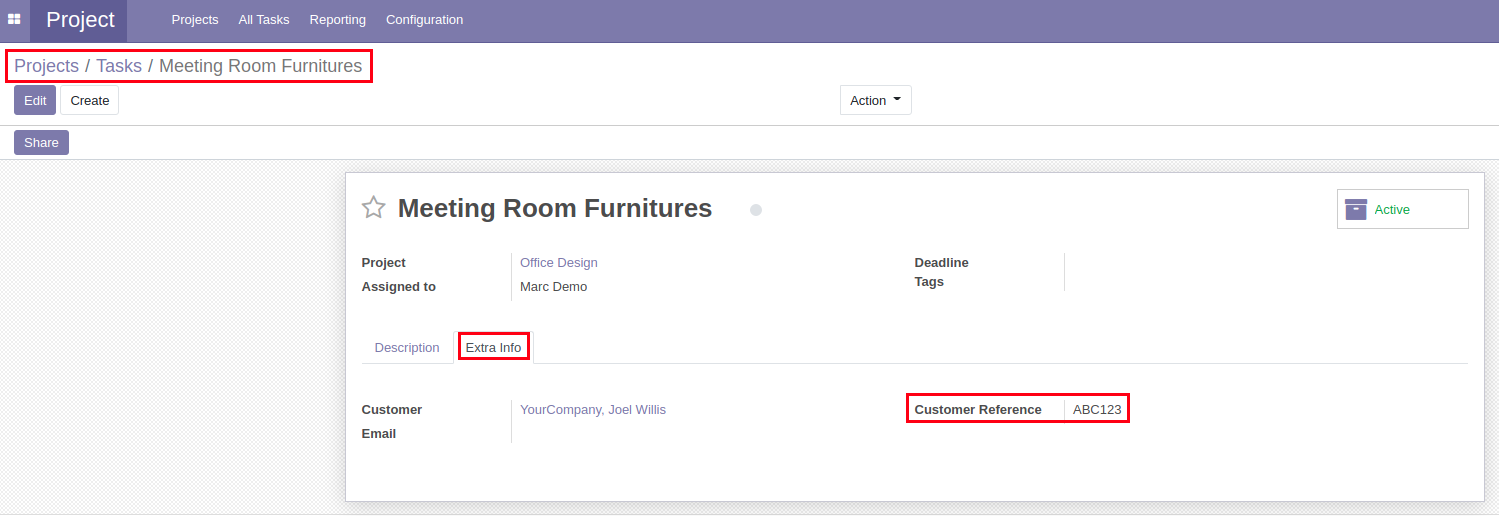 Project Projects All Tasks Reporting Configuration
Projects / Tasks / Meeting Room Furnitures
Edit Create Action
Share
Meeting Room Furnitures Active
Project Office Design Deadline
Tags
Assigned to Marc Demo
Description Extra Info
Customer YourCompany, Joel Willis Customer Reference ABC123
Email